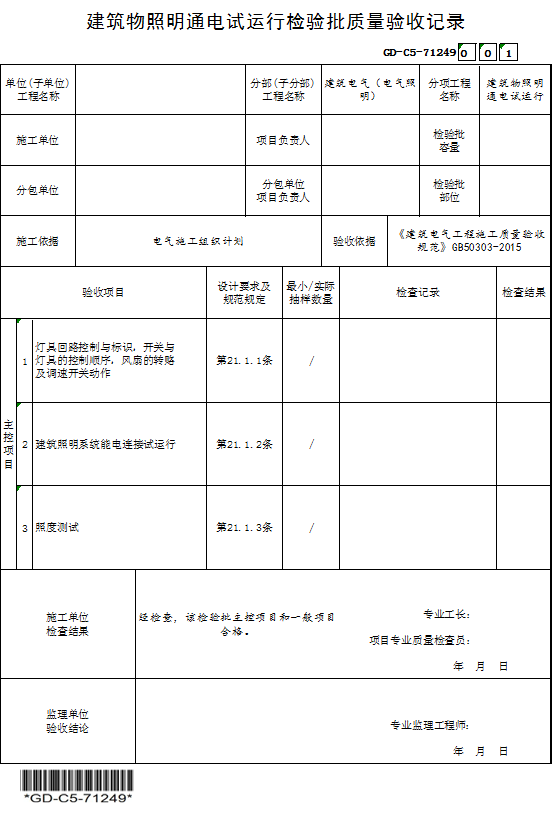 建筑物照明通电试运行检验批质量验收记录
GD-C5-71249 0 0 1
单位(子单位)
工程名称
分部(子分部)
工程名称
建筑电气（电气照
明）
分项工程
名称
建筑物照明
通电试运行
施工单位
项目负责人
检验批
容量
分包单位
分包单位
项目负责人
检验批
部位
施工依据
电气施工组织计划
验收依据
《建筑电气工程施工质量验收
规范》GB50303-2015
验收项目
设计要求及
规范规定
最小/实际
抽样数量
检查记录
检查结果
主控项目
1
灯具回路控制与标识，开关与
灯具的控制顺序，风扇的转略
及调速开关动作
第21.1.1条
/
2
建筑照明系统能电连接试运行
第21.1.2条
/
3
照度测试
第21.1.3条
/
施工单位
检查结果
经检查，该检验批主控项目和一般项目
合格。
专业工长：
项目专业质量检查员：
年 月 日
监理单位
验收结论
专业监理工程师：
年 月 日
*GD-C5-71249*